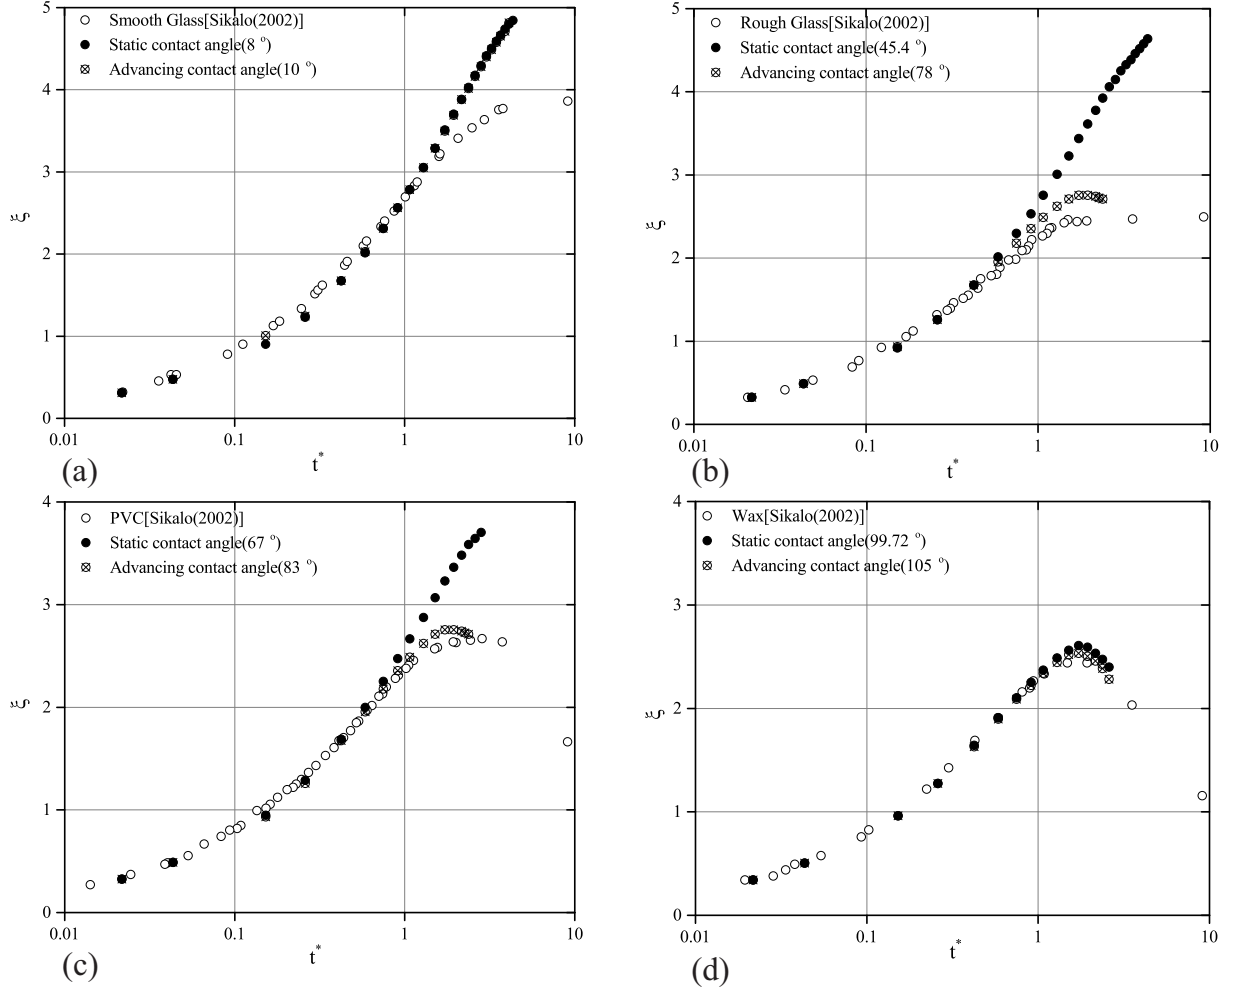 Smooth Glass[Sikalo(2002)]
Static contact angle(8 °)
Advancing contact angle(10 °)
5
4
3
2
1
0
ξ
0.01
0.1
1
10
t*
(a)
Rough Glass[Sikalo(2002)]
Static contact angle(45.4 °)
Advancing contact angle(78 °)
5
4
3
2
1
0
ξ
0.01
0.1
1
10
t*
(b)
PVC[Sikalo(2002)]
Static contact angle(67 °)
Advancing contact angle(83 °)
4
3
2
1
0
ξ
0.01
0.1
1
10
t*
(c)
Wax[Sikalo(2002)]
Static contact angle(99.72 °)
Advancing contact angle(105 °)
4
3
2
1
0
ξ
0.01
0.1
1
10
t*
(d)